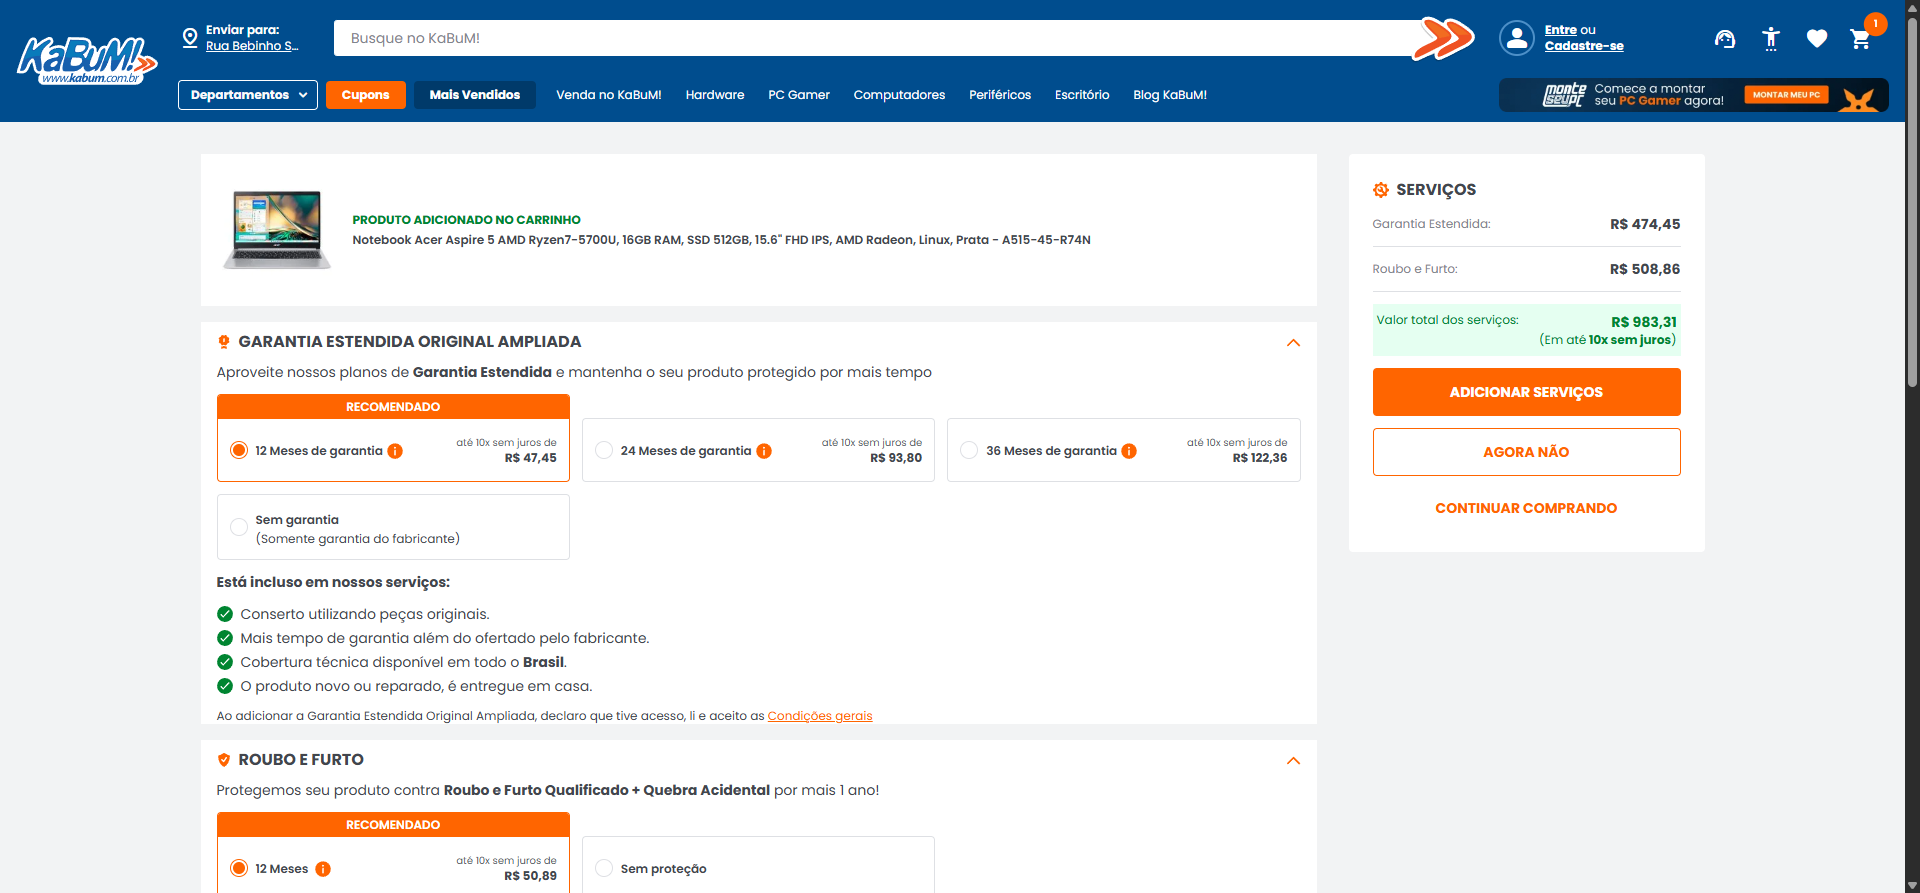 KaBuM!
www.kabum.com.br
Enviar para:
Rua Bebinho S...
Busque no KaBuM!
Entre ou
Cadastre-se
1
Departamentos
Cupons
Mais Vendidos
Venda no KaBuM!
Hardware
PC Gamer
Computadores
Periféricos
Escritório
Blog KaBuM!
monte seu pc
Comece a montar
seu PC Gamer agora!
MONTAR MEU PC
PRODUTO ADICIONADO NO CARRINHO
Notebook Acer Aspire 5 AMD Ryzen7-5700U, 16GB RAM, SSD 512GB, 15.6" FHD IPS, AMD Radeon, Linux, Prata - A515-45-R74N
GARANTIA ESTENDIDA ORIGINAL AMPLIADA
Aproveite nossos planos de Garantia Estendida e mantenha o seu produto protegido por mais tempo
RECOMENDADO
12 Meses de garantia
até 10x sem juros de
R$ 47,45
24 Meses de garantia
até 10x sem juros de
R$ 93,80
36 Meses de garantia
até 10x sem juros de
R$ 122,36
Sem garantia
(Somente garantia do fabricante)
Está incluso em nossos serviços:
Conserto utilizando peças originais.
Mais tempo de garantia além do ofertado pelo fabricante.
Cobertura técnica disponível em todo o Brasil.
O produto novo ou reparado, é entregue em casa.
Ao adicionar a Garantia Estendida Original Ampliada, declaro que tive acesso, li e aceito as Condições gerais
ROUBO E FURTO
Protegemos seu produto contra Roubo e Furto Qualificado + Quebra Acidental por mais 1 ano!
RECOMENDADO
12 Meses
até 10x sem juros de
R$ 50,89
Sem proteção
SERVIÇOS
Garantia Estendida:
R$ 474,45
Roubo e Furto:
R$ 508,86
Valor total dos serviços:
R$ 983,31
(Em até 10x sem juros)
ADICIONAR SERVIÇOS
AGORA NÃO
CONTINUAR COMPRANDO